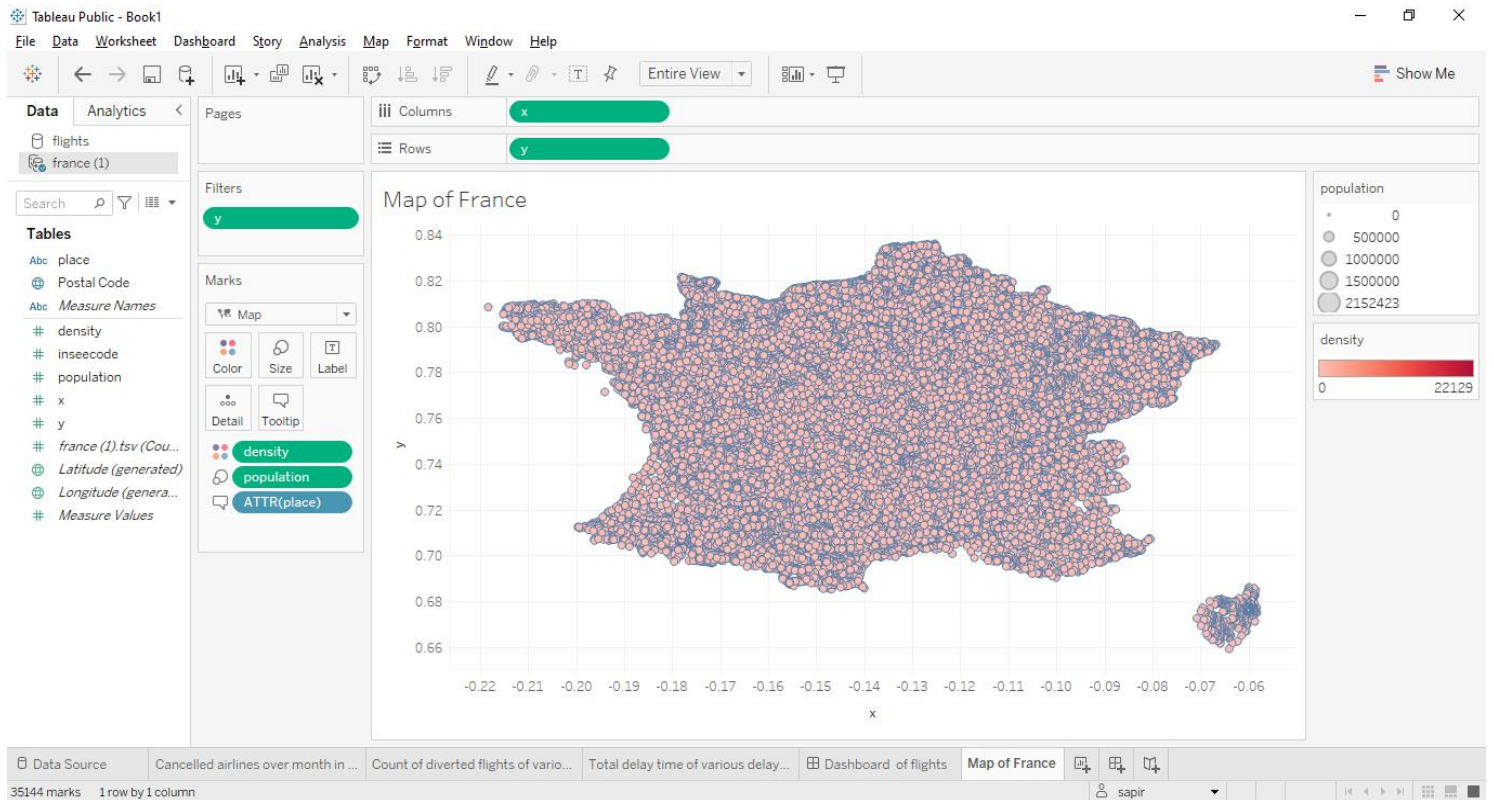 Tableau Public - Book1
File Data Worksheet Dashboard Story Analysis Map Format Window Help
Entire View
Show Me
Data Analytics
flights
france (1)
Search
Tables
Abc place
Postal Code
Abc Measure Names
# density
# inseecode
# population
# x
# y
# france (1).tsv (Cou...
Latitude (generated)
Longitude (genera...
# Measure Values
Pages
Filters
y
Marks
Map
Color Size Label
Detail Tooltip
density
population
ATTR(place)
iii Columns x
Rows y
Map of France
0.84
0.82
0.80
0.78
0.76
0.74
0.72
0.70
0.68
0.66
y
-0.22 -0.21 -0.20 -0.19 -0.18 -0.17 -0.16 -0.15 -0.14 -0.13 -0.12 -0.11 -0.10 -0.09 -0.08 -0.07 -0.06
x
population
0
500000
1000000
1500000
2152423
density
0 22129
Data Source Cancelled airlines over month in ... Count of diverted flights of vario... Total delay time of various delay... Dashboard of flights Map of France
35144 marks 1 row by 1 column sapir